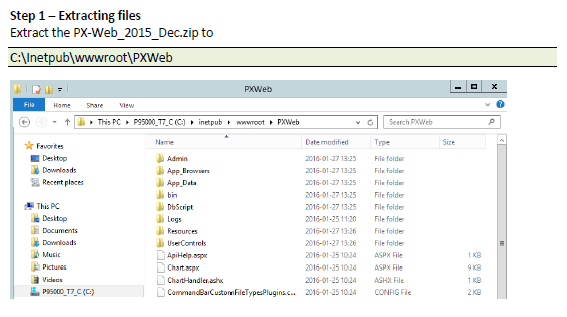 Step 1 – Extracting files
Extract the PX-Web_2015_Dec.zip to
C:\Inetpub\wwwroot\PXWeb
PXWeb
File Home Share View
This PC ▸ P95000_T7_C (C:) ▸ inetpub ▸ wwwroot ▸ PXWeb
Search PXWeb
Name Date modified Type Size
Favorites
Desktop
Downloads
Recent places
This PC
Desktop
Documents
Downloads
Music
Pictures
Videos
P95000_T7_C (C:)
Admin 2016-01-27 13:25 File folder
App_Browsers 2016-01-27 13:25 File folder
App_Data 2016-01-27 13:25 File folder
bin 2016-01-27 13:25 File folder
DbScript 2016-01-27 13:25 File folder
Logs 2016-01-25 11:20 File folder
Resources 2016-01-27 13:26 File folder
UserControls 2016-01-27 13:26 File folder
ApiHelp.aspx 2016-01-25 10:24 ASPX File 1 KB
Chart.aspx 2016-01-25 10:24 ASPX File 9 KB
ChartHandler.ashx 2016-01-25 10:24 ASHX File 1 KB
CommandBarCustomFileTypesPlugins.c... 2016-01-25 10:24 CONFIG File 2 KB